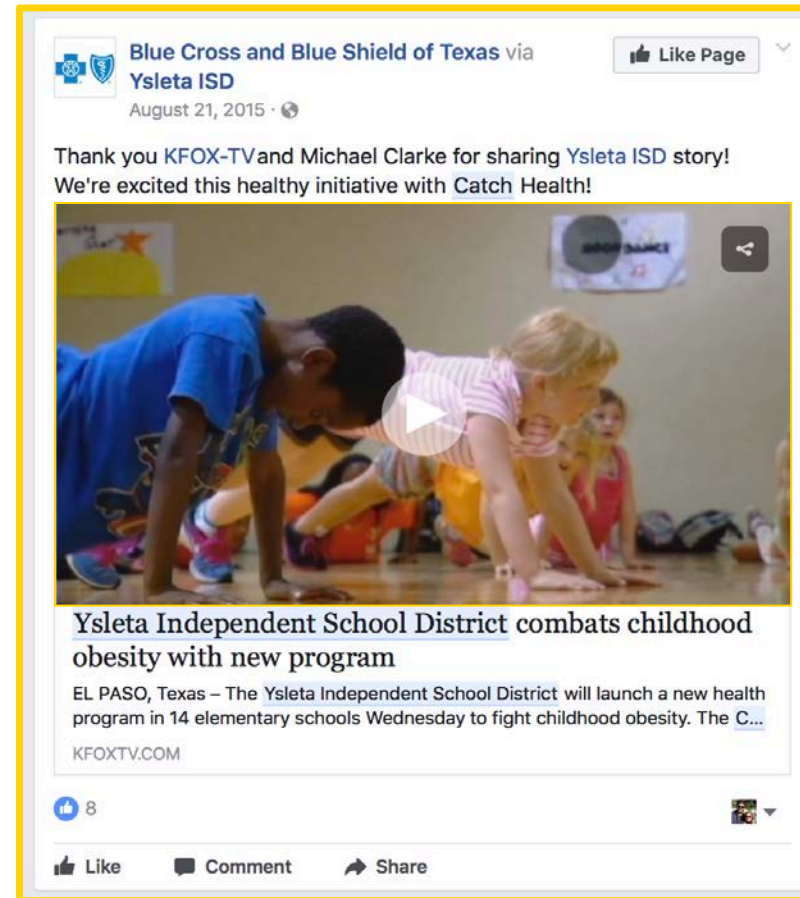 Blue Cross and Blue Shield of Texas via
Ysleta ISD
Like Page
August 21, 2015
Thank you KFOX-TVand Michael Clarke for sharing Ysleta ISD story!
We're excited this healthy initiative with Catch Health!
Ysleta Independent School District combats childhood
obesity with new program
EL PASO, Texas – The Ysleta Independent School District will launch a new health
program in 14 elementary schools Wednesday to fight childhood obesity. The C...
KFOXTV.COM
8
Like Comment Share